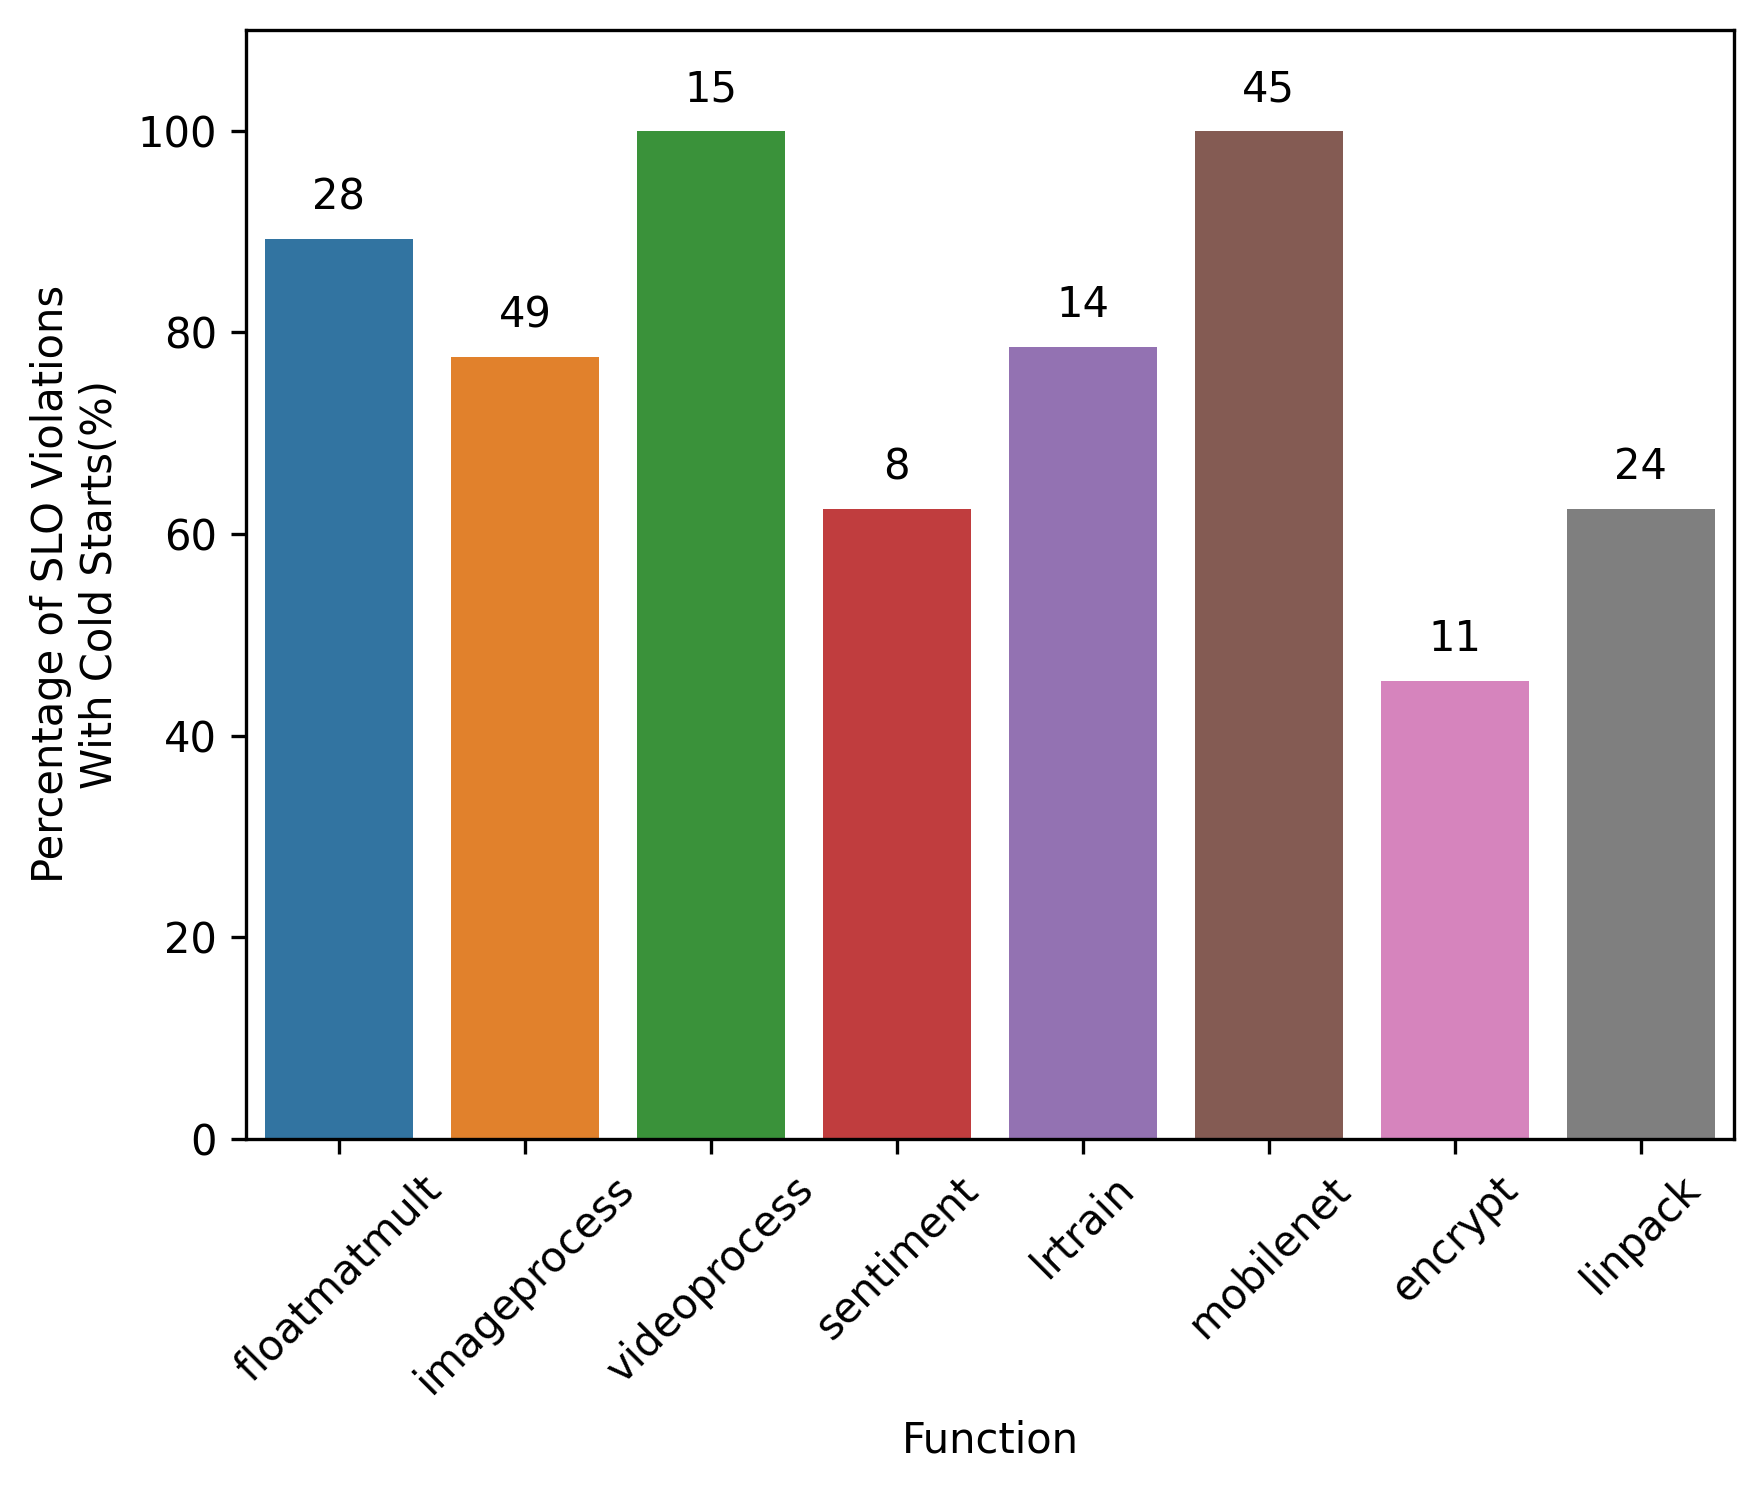 15
45
100
28
14
49
80
8
24
60
11
40
20
0
Percentage of SLO Violations
With Cold Starts(%)
floatmatmult
imageprocess
videoprocess
sentiment
lrtrain
mobilenet
encrypt
linpack
Function